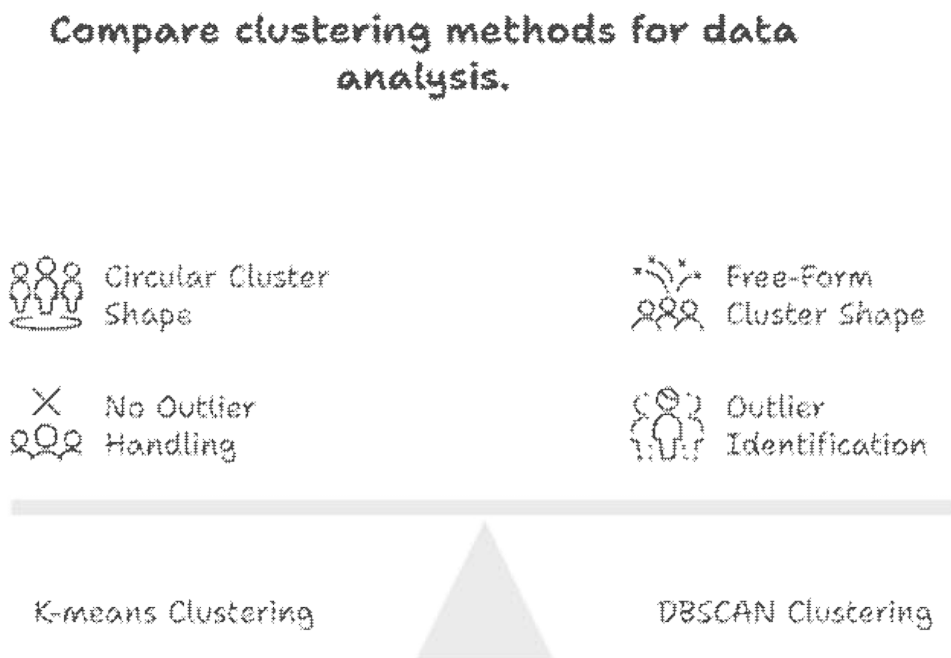 Compare clustering methods for data
analysis.
Circular Cluster
Shape
Free-Form
Cluster Shape
No Outlier
Handling
Outlier
Identification
K-means Clustering
DBSCAN Clustering